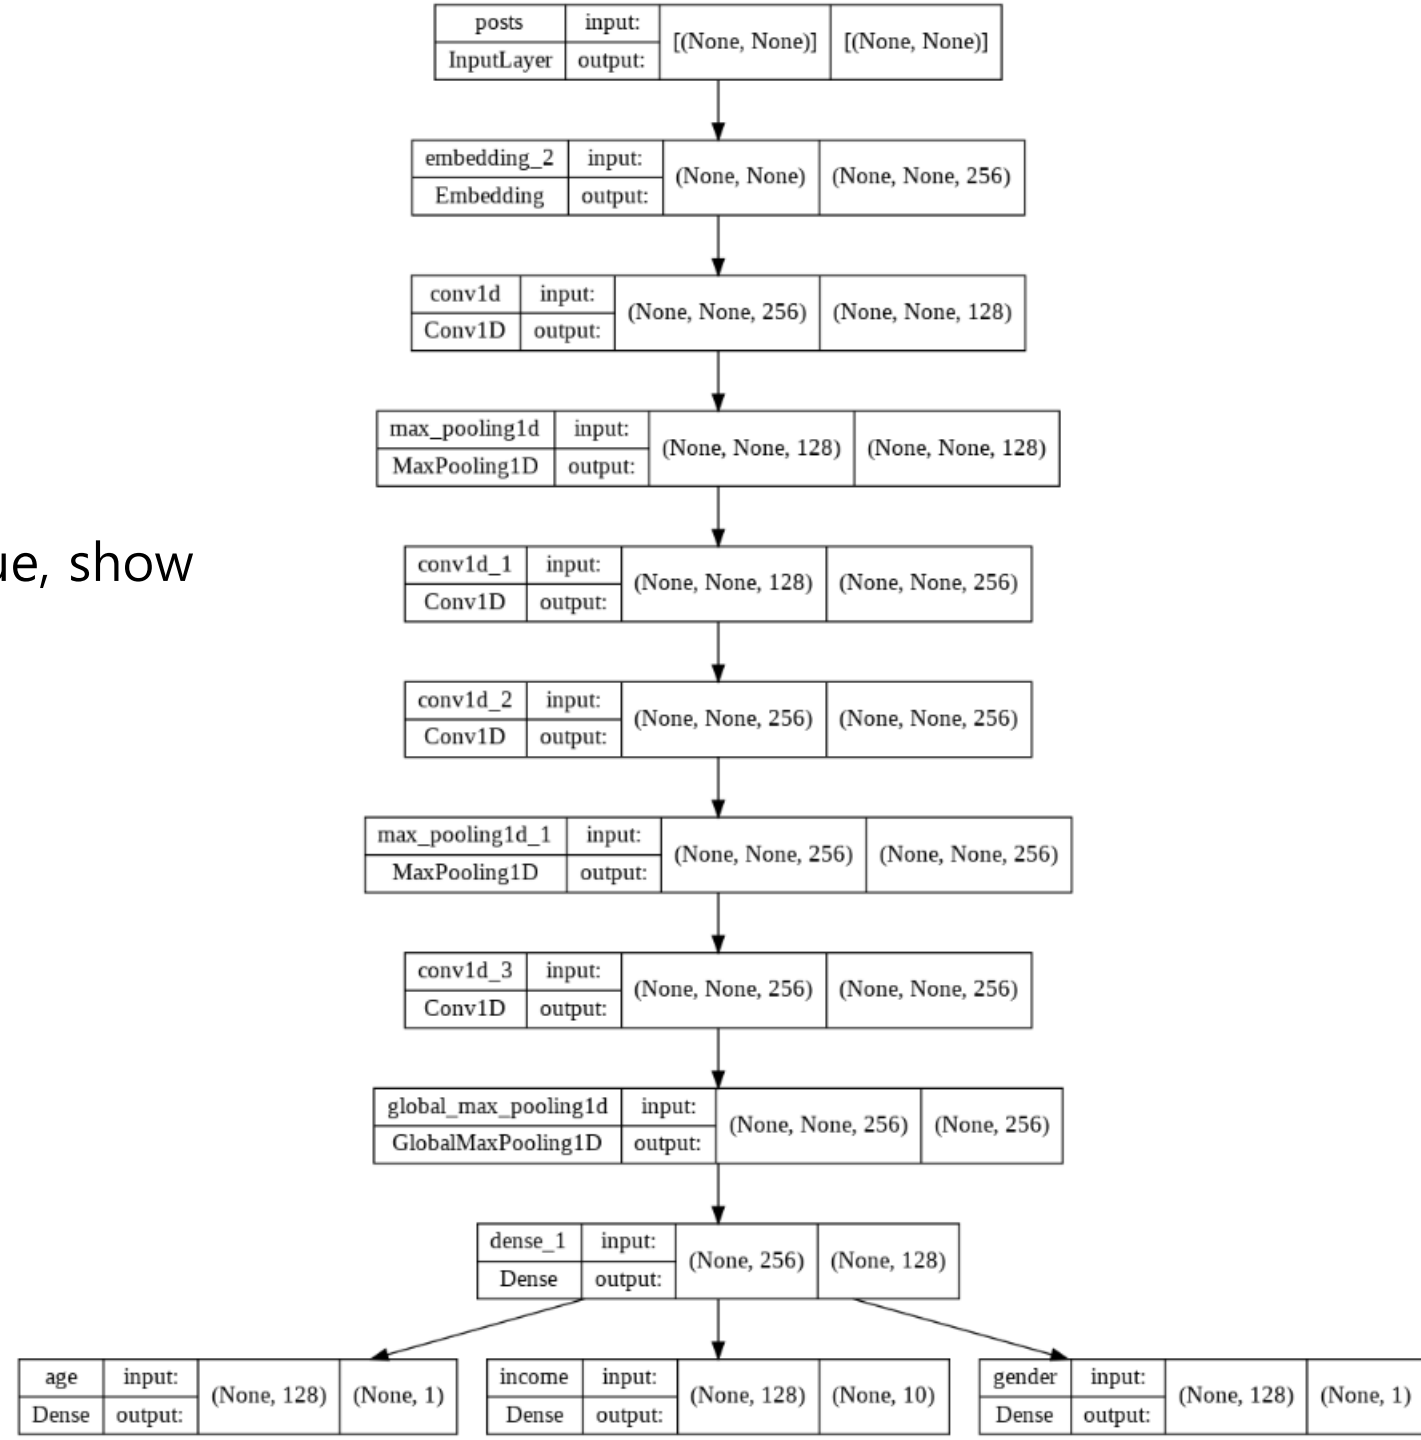 posts input: [(None, None)] [(None, None)]
InputLayer output:
embedding_2 input: (None, None) (None, None, 256)
Embedding output:
conv1d input: (None, None, 256) (None, None, 128)
Conv1D output:
max_pooling1d input: (None, None, 128) (None, None, 128)
MaxPooling1D output:
ue, show
conv1d_1 input: (None, None, 128) (None, None, 256)
Conv1D output:
conv1d_2 input: (None, None, 256) (None, None, 256)
Conv1D output:
max_pooling1d_1 input: (None, None, 256) (None, None, 256)
MaxPooling1D output:
conv1d_3 input: (None, None, 256) (None, None, 256)
Conv1D output:
global_max_pooling1d input: (None, None, 256) (None, 256)
GlobalMaxPooling1D output:
dense_1 input: (None, 256) (None, 128)
Dense output:
age input: (None, 128) (None, 1)
Dense output:
income input: (None, 128) (None, 10)
Dense output:
gender input: (None, 128) (None, 1)
Dense output: